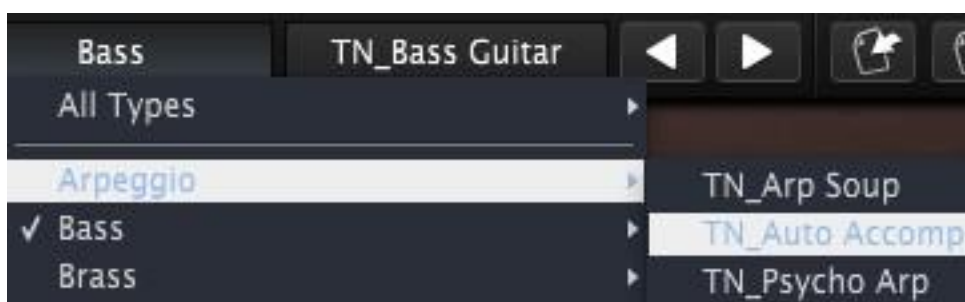 Bass TN_Bass Guitar
All Types
Arpeggio TN_Arp Soup
✓ Bass TN_Auto Accomp
Brass TN_Psycho Arp